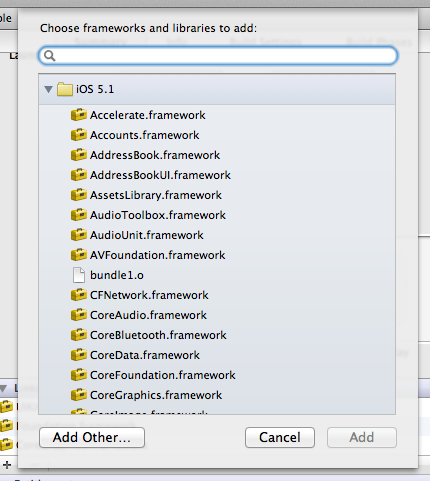 Choose frameworks and libraries to add:
iOS 5.1
Accelerate.framework
Accounts.framework
AddressBook.framework
AddressBookUI.framework
AssetsLibrary.framework
AudioToolbox.framework
AudioUnit.framework
AVFoundation.framework
bundle1.o
CFNetwork.framework
CoreAudio.framework
CoreBluetooth.framework
CoreData.framework
CoreFoundation.framework
CoreGraphics.framework
CoreImage.framework
Add Other...
Cancel
Add